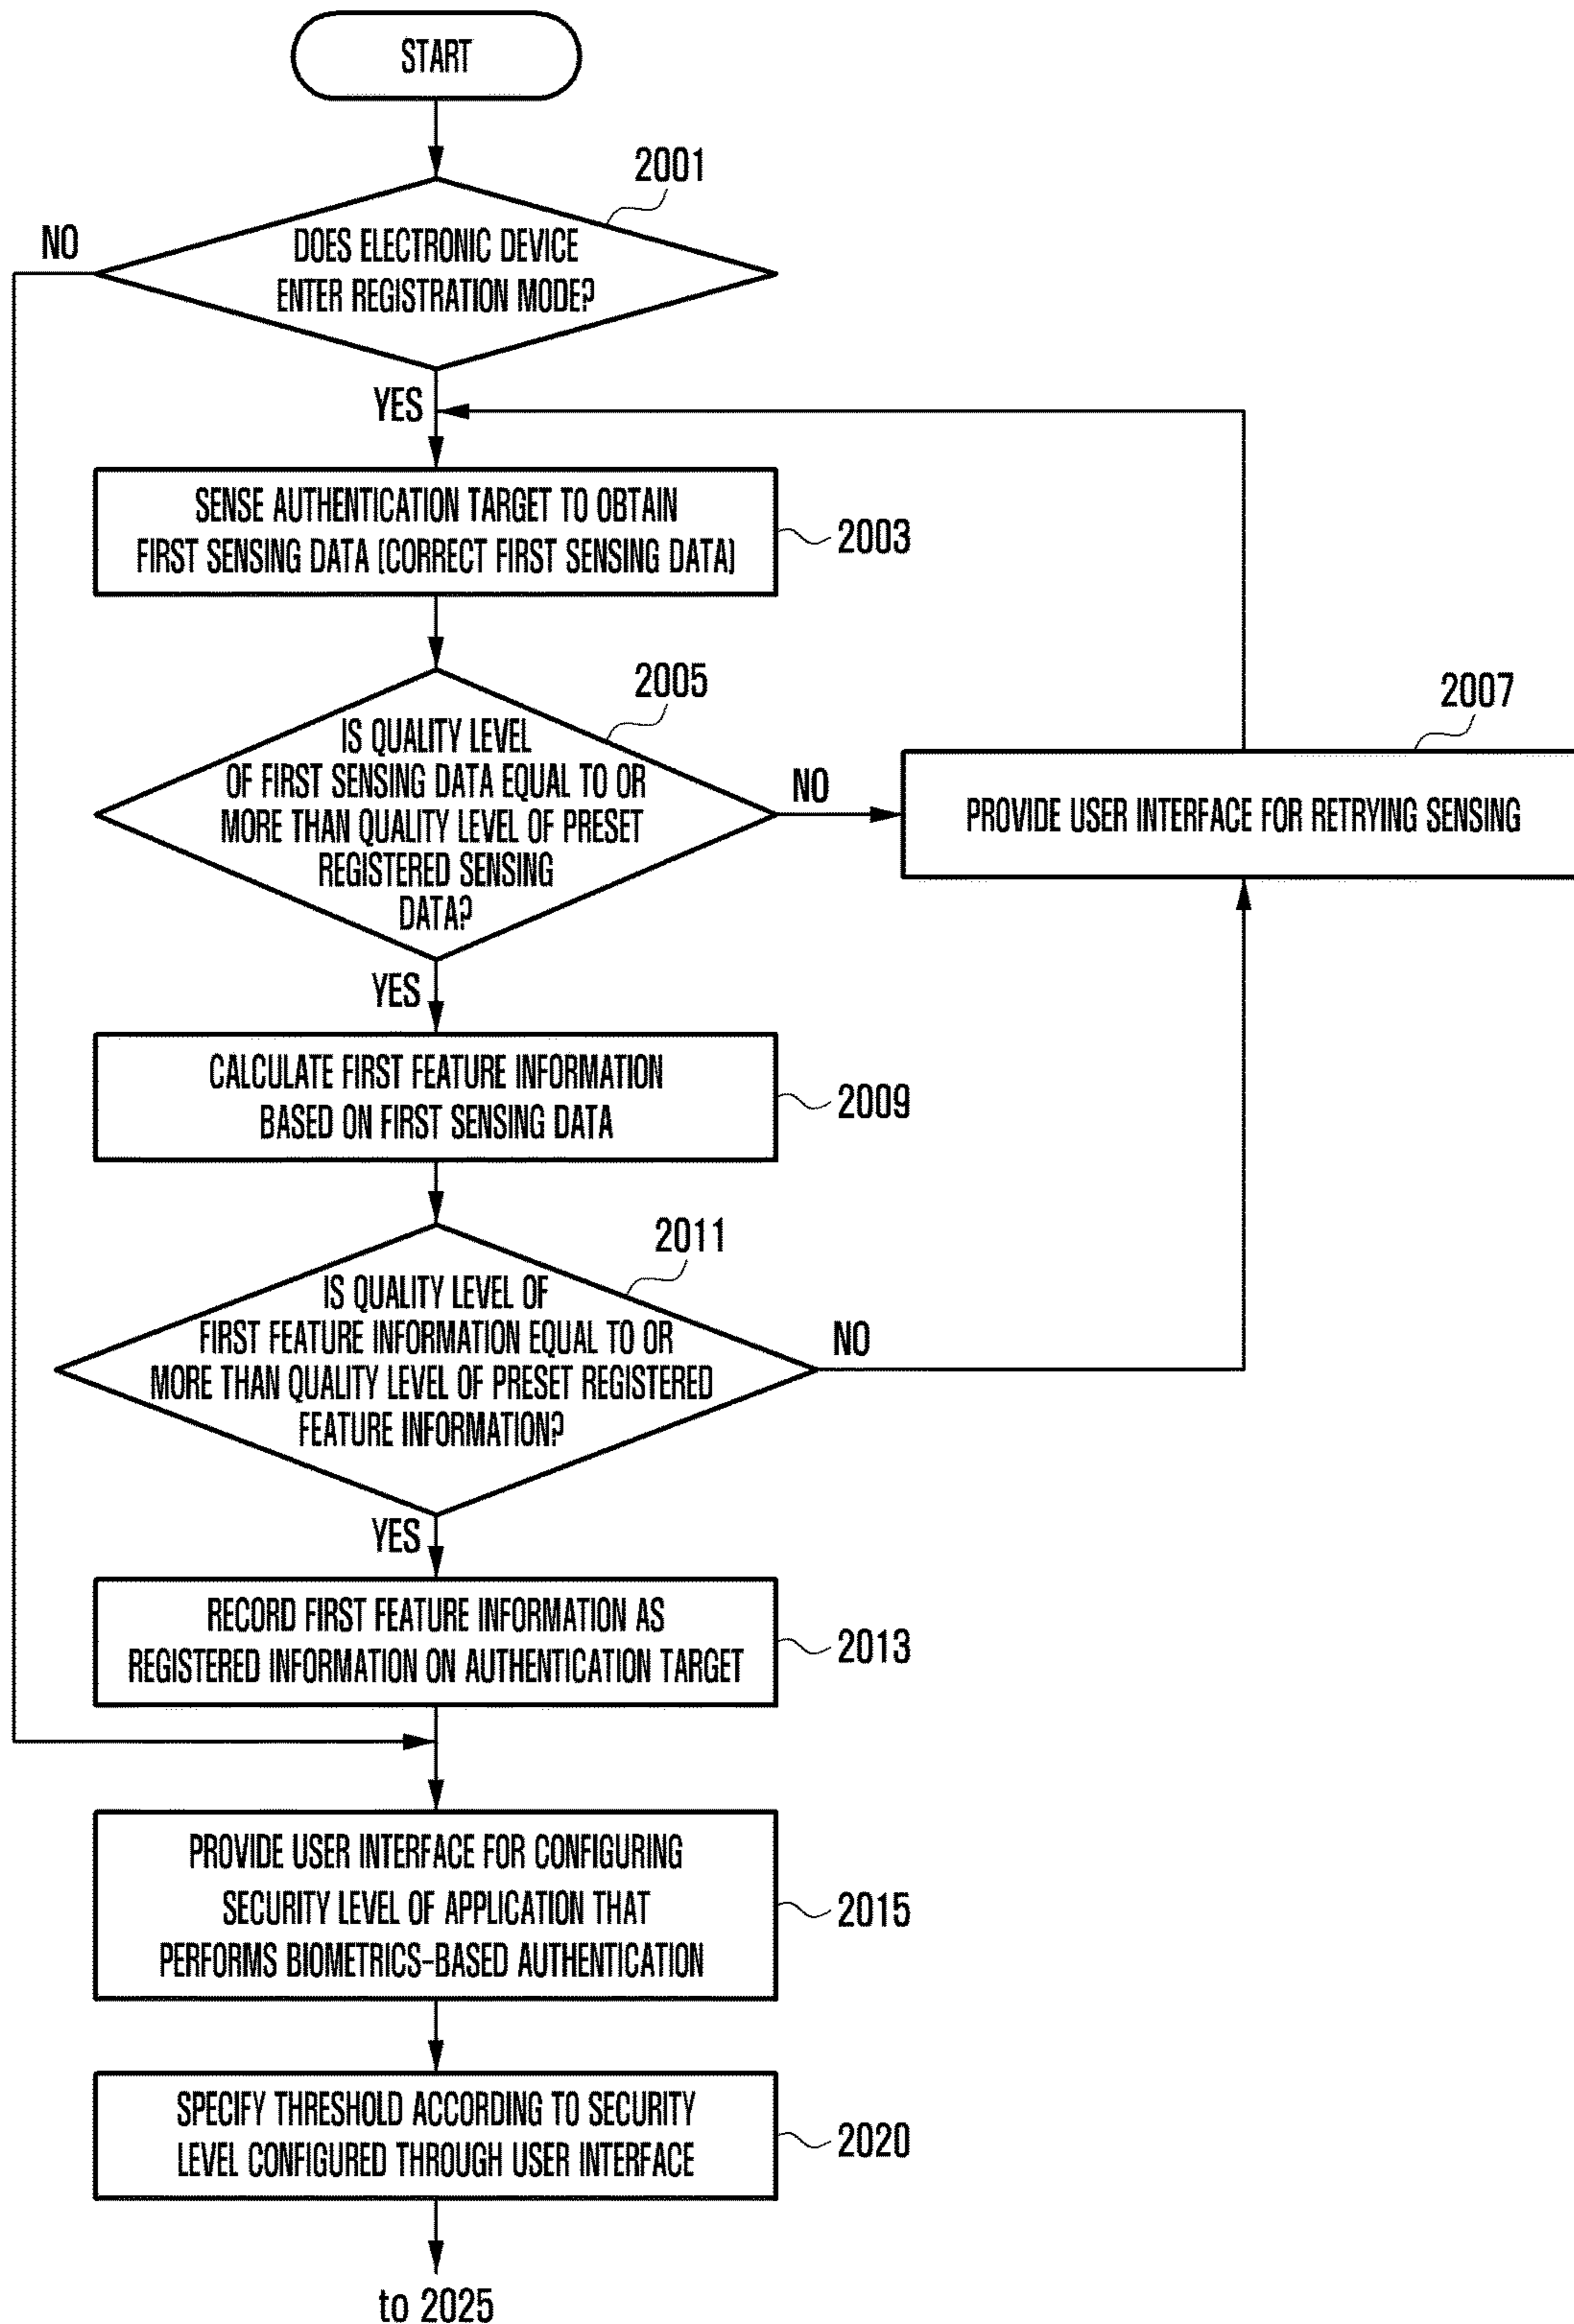 START
2001
NO
DOES ELECTRONIC DEVICE
ENTER REGISTRATION MODE?
YES
SENSE AUTHENTICATION TARGET TO OBTAIN
FIRST SENSING DATA (CORRECT FIRST SENSING DATA)
2003
2005
IS QUALITY LEVEL
OF FIRST SENSING DATA EQUAL TO OR
MORE THAN QUALITY LEVEL OF PRESET
REGISTERED SENSING
DATA?
NO
2007
PROVIDE USER INTERFACE FOR RETRYING SENSING
YES
CALCULATE FIRST FEATURE INFORMATION
BASED ON FIRST SENSING DATA
2009
2011
IS QUALITY LEVEL OF
FIRST FEATURE INFORMATION EQUAL TO OR
MORE THAN QUALITY LEVEL OF PRESET REGISTERED
FEATURE INFORMATION?
NO
YES
RECORD FIRST FEATURE INFORMATION AS
REGISTERED INFORMATION ON AUTHENTICATION TARGET
2013
PROVIDE USER INTERFACE FOR CONFIGURING
SECURITY LEVEL OF APPLICATION THAT
PERFORMS BIOMETRICS-BASED AUTHENTICATION
2015
SPECIFY THRESHOLD ACCORDING TO SECURITY
LEVEL CONFIGURED THROUGH USER INTERFACE
2020
to 2025